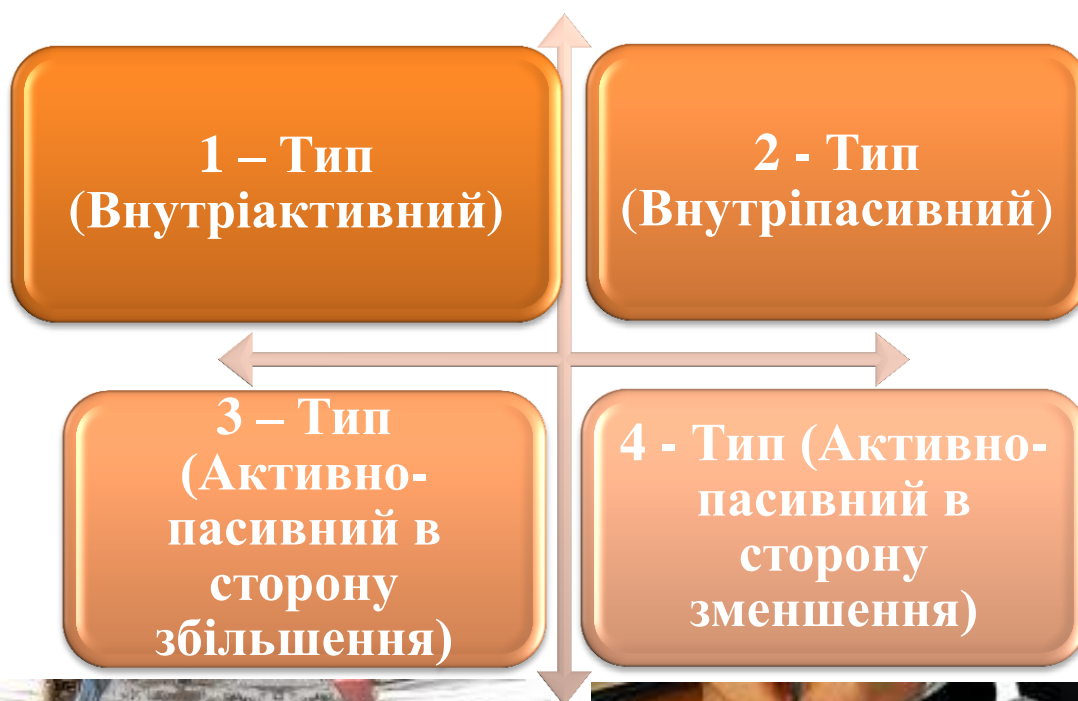 1 – Тип
(Внутріактивний)
2 - Тип
(Внутріпасивний)
3 – Тип
(Активно-
пасивний в
сторону
збільшення)
4 - Тип (Активно-
пасивний в
сторону
зменшення)